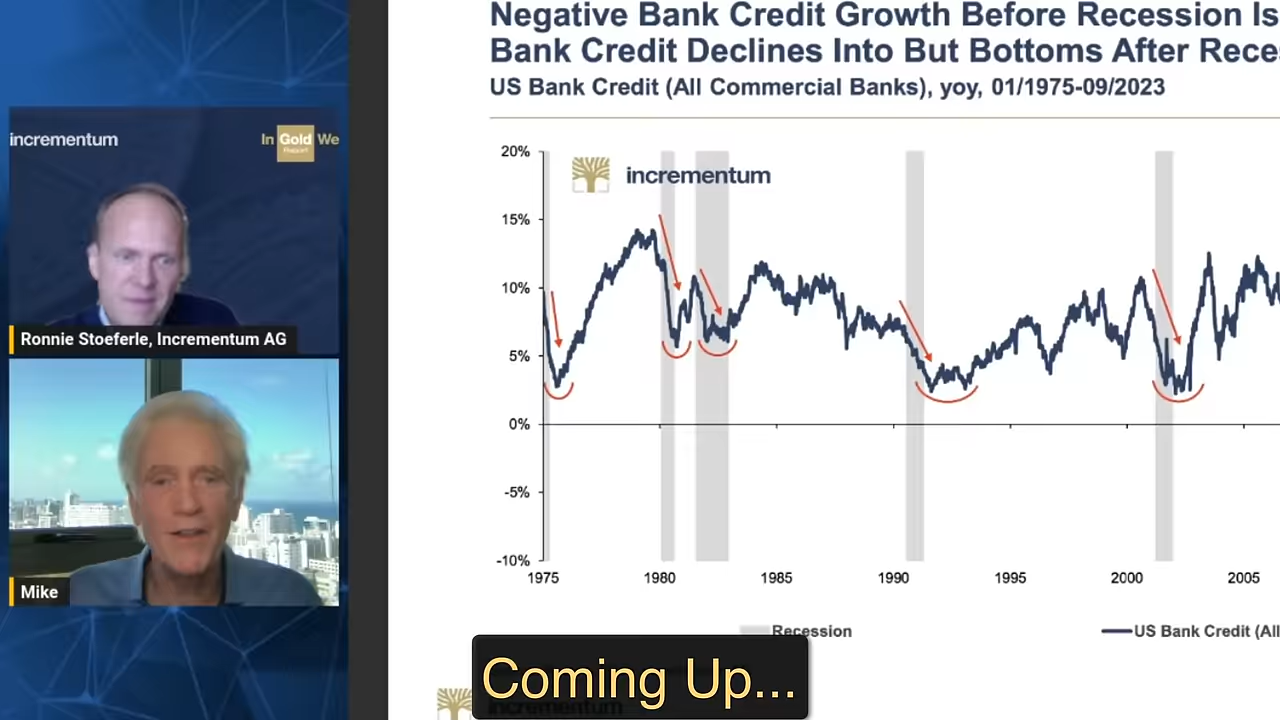 incrementum
In Gold We
REPORT
Ronnie Stoeferle, Incrementum AG
Mike
Negative Bank Credit Growth Before Recession Is
Bank Credit Declines Into But Bottoms After Rece
US Bank Credit (All Commercial Banks), yoy, 01/1975-09/2023
incrementum
20%
15%
10%
5%
0%
-5%
-10%
1975 1980 1985 1990 1995 2000 2005
Recession
US Bank Credit (All
Coming Up...
incrementum